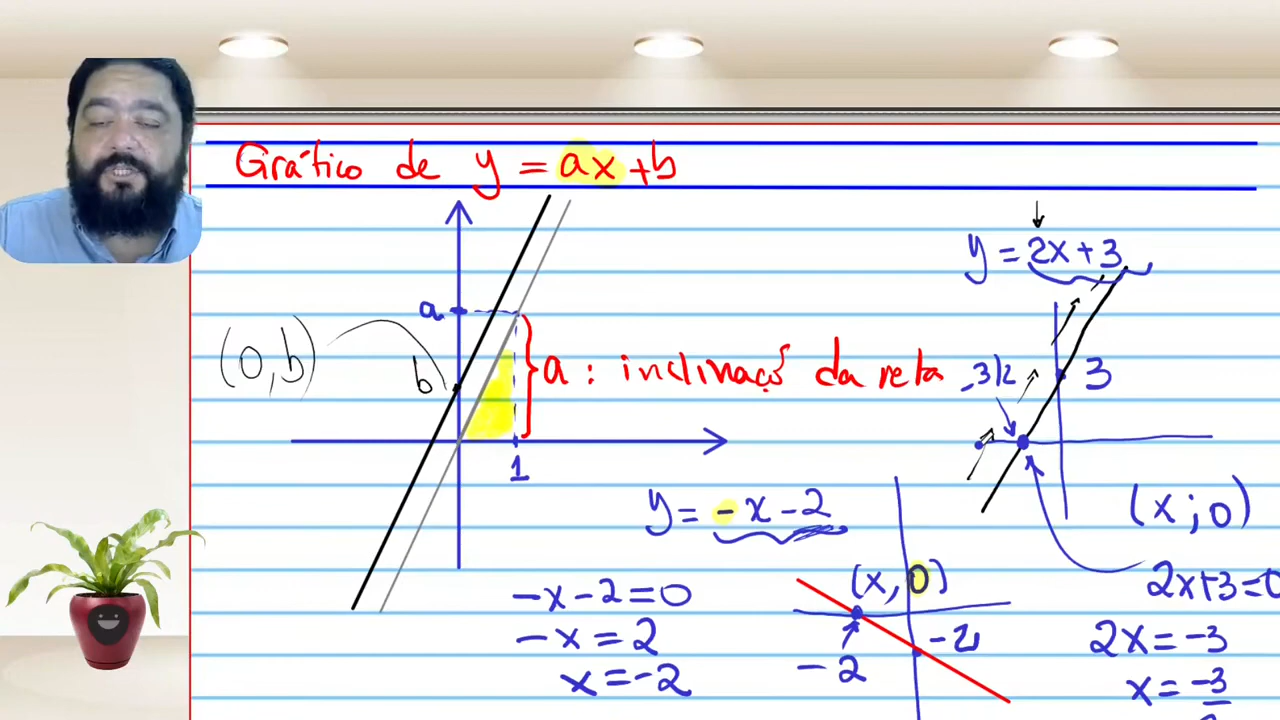 Gráfico de y = ax+b
y = 2x+3
a
(0,b)
b
a : inclinação da reta
-3/2
3
1
y = -x-2
(x;0)
-x-2=0
(x,0)
2x+3=0
-x=2
-2
-2
2x=-3
x=-2
x=-3